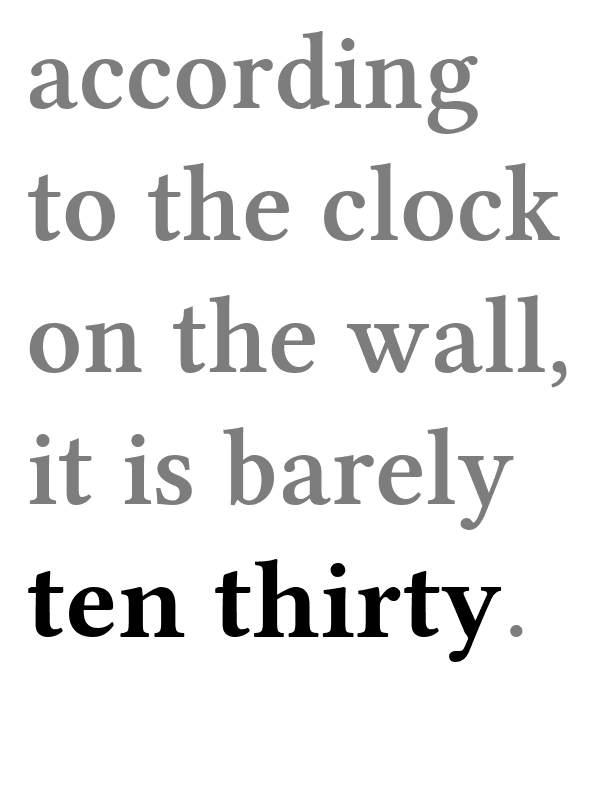 according
to the clock
on the wall,
it is barely
ten thirty.